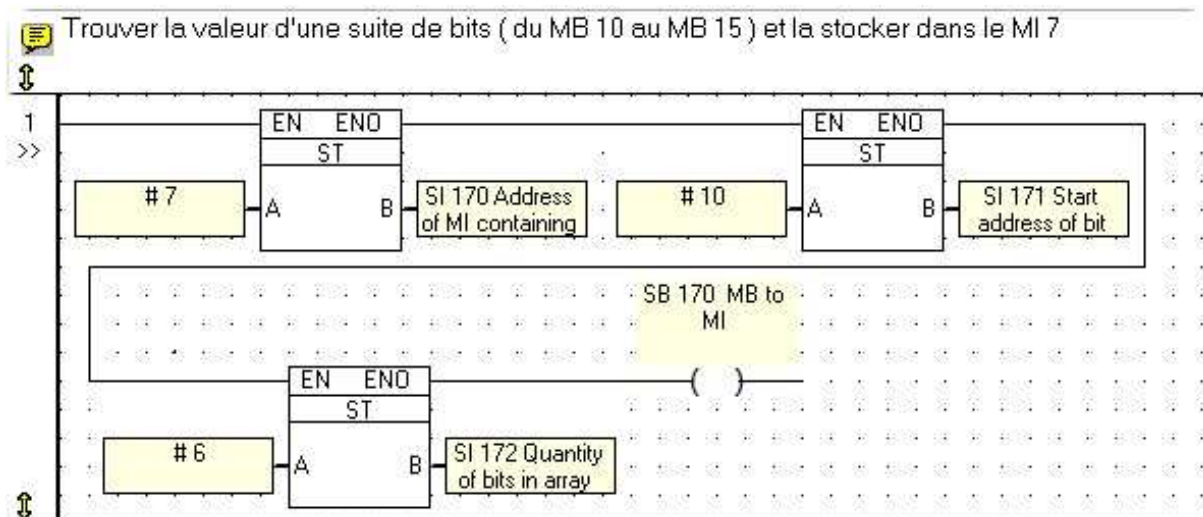 Trouver la valeur d'une suite de bits ( du MB 10 au MB 15 ) et la stocker dans le MI 7
1
>>
EN ENO
ST
# 7
A B
SI 170 Address
of MI containing
EN ENO
ST
# 10
A B
SI 171 Start
address of bit
SB 170 MB to
MI
( )
EN ENO
ST
# 6
A B
SI 172 Quantity
of bits in array